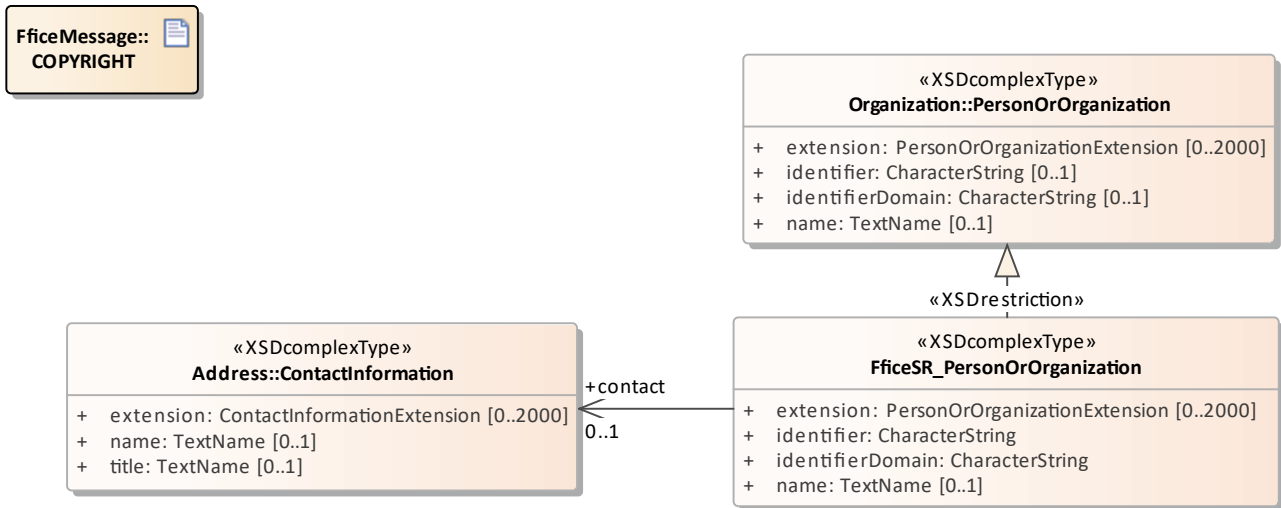 FficeMessage::
COPYRIGHT
«XSDcomplexType»
Organization::PersonOrOrganization
+ extension: PersonOrOrganizationExtension [0..2000]
+ identifier: CharacterString [0..1]
+ identifierDomain: CharacterString [0..1]
+ name: TextName [0..1]
«XSDrestriction»
«XSDcomplexType»
Address::ContactInformation
+ extension: ContactInformationExtension [0..2000]
+ name: TextName [0..1]
+ title: TextName [0..1]
+contact
0..1
«XSDcomplexType»
FficeSR_PersonOrOrganization
+ extension: PersonOrOrganizationExtension [0..2000]
+ identifier: CharacterString
+ identifierDomain: CharacterString
+ name: TextName [0..1]